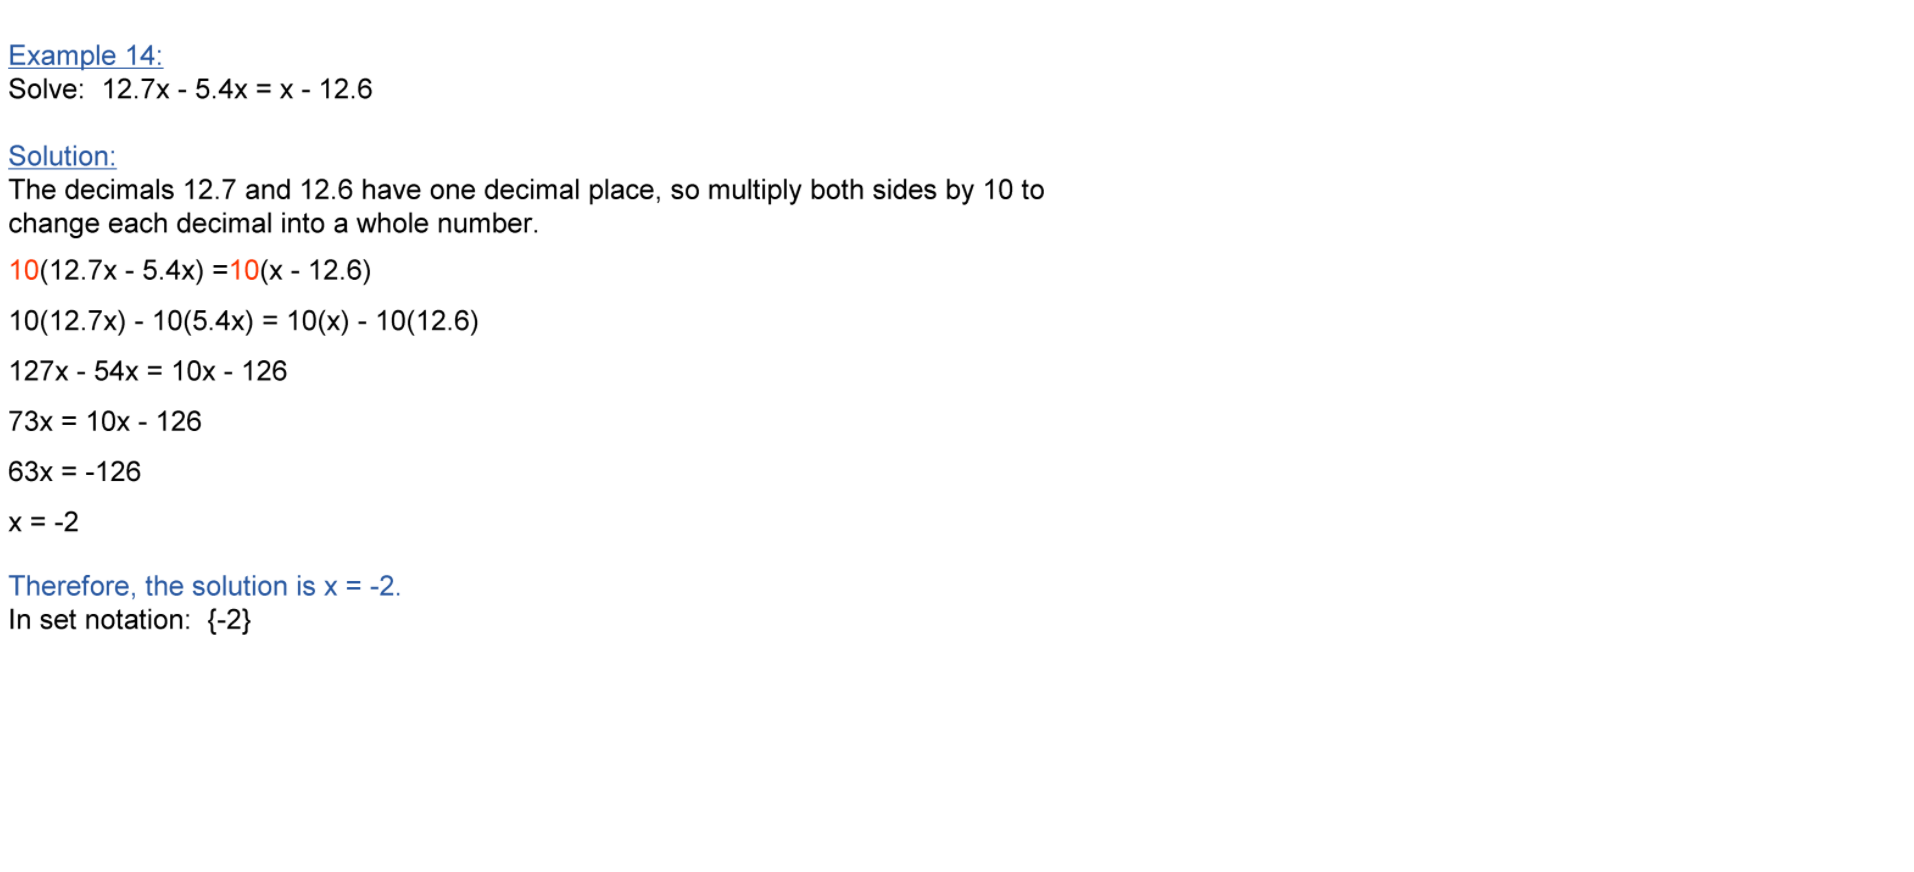 Example 14:
Solve:  12.7x - 5.4x = x - 12.6
Solution:
The decimals 12.7 and 12.6 have one decimal place, so multiply both sides by 10 to
change each decimal into a whole number.
10(12.7x - 5.4x) =10(x - 12.6)
10(12.7x) - 10(5.4x) = 10(x) - 10(12.6)
127x - 54x = 10x - 126
73x = 10x - 126
63x = -126
x = -2
Therefore, the solution is x = -2.
In set notation:  {-2}